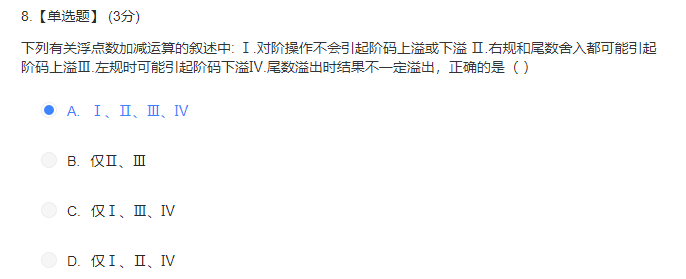 8.【单选题】 (3分)
下列有关浮点数加减运算的叙述中: Ⅰ.对阶操作不会引起阶码上溢或下溢 Ⅱ.右规和尾数舍入都可能引起
阶码上溢Ⅲ.左规时可能引起阶码下溢Ⅳ.尾数溢出时结果不一定溢出，正确的是（ ）
A. Ⅰ、Ⅱ、Ⅲ、Ⅳ
B. 仅Ⅱ、Ⅲ
C. 仅Ⅰ、Ⅲ、Ⅳ
D. 仅Ⅰ、Ⅱ、Ⅳ